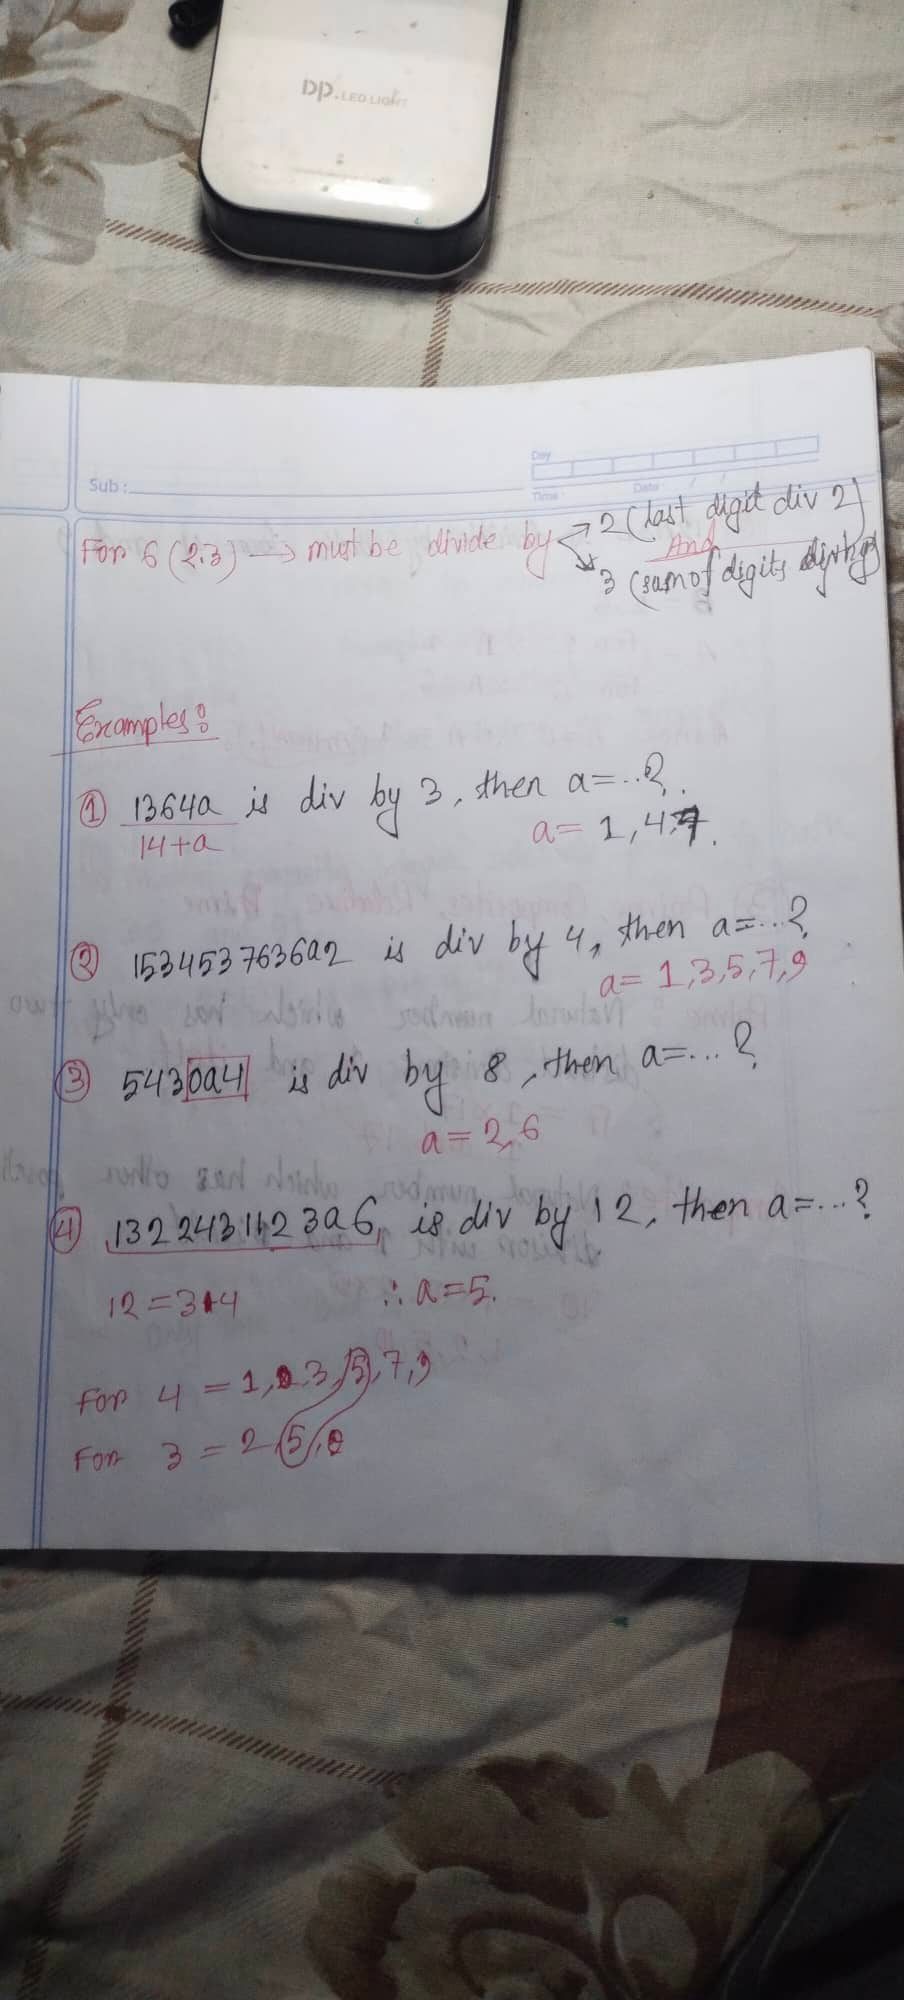 DP. LED LIGHT
Day
Sub :
Time :
Date :
For 6 (2.3) → must be divide by 2 (last digit div 2)
And
3 (sum of digits div by 3)
Examples:
① 1364a is div by 3, then a=...?
14+a
a= 1,4,7.
② 1534537636a2 is div by 4, then a=...?
a= 1,3,5,7,9
③ 5430a4 is div by 8, then a=...?
a=2,6
④ 1322431123a6 is div by 12, then a=...?
12=3*4 ∴ a=5.
For 4 = 1, 3, 5, 7, 9
For 3 = 2, 5, 8